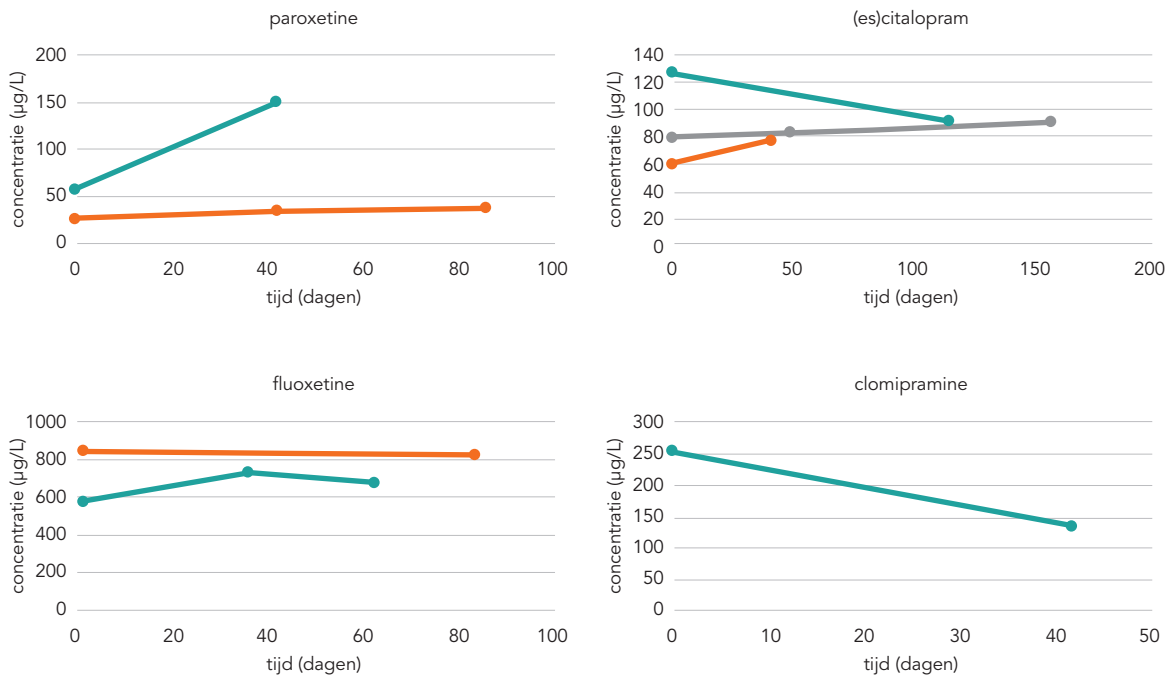 paroxetine
200
150
100
50
0
concentratie (µg/L)
0 20 40 60 80 100
tijd (dagen)
(es)citalopram
140
120
100
80
60
40
20
0
concentratie (µg/L)
0 50 100 150 200
tijd (dagen)
fluoxetine
1000
800
600
400
200
0
concentratie (µg/L)
0 20 40 60 80 100
tijd (dagen)
clomipramine
300
250
200
150
100
50
0
concentratie (µg/L)
0 10 20 30 40 50
tijd (dagen)